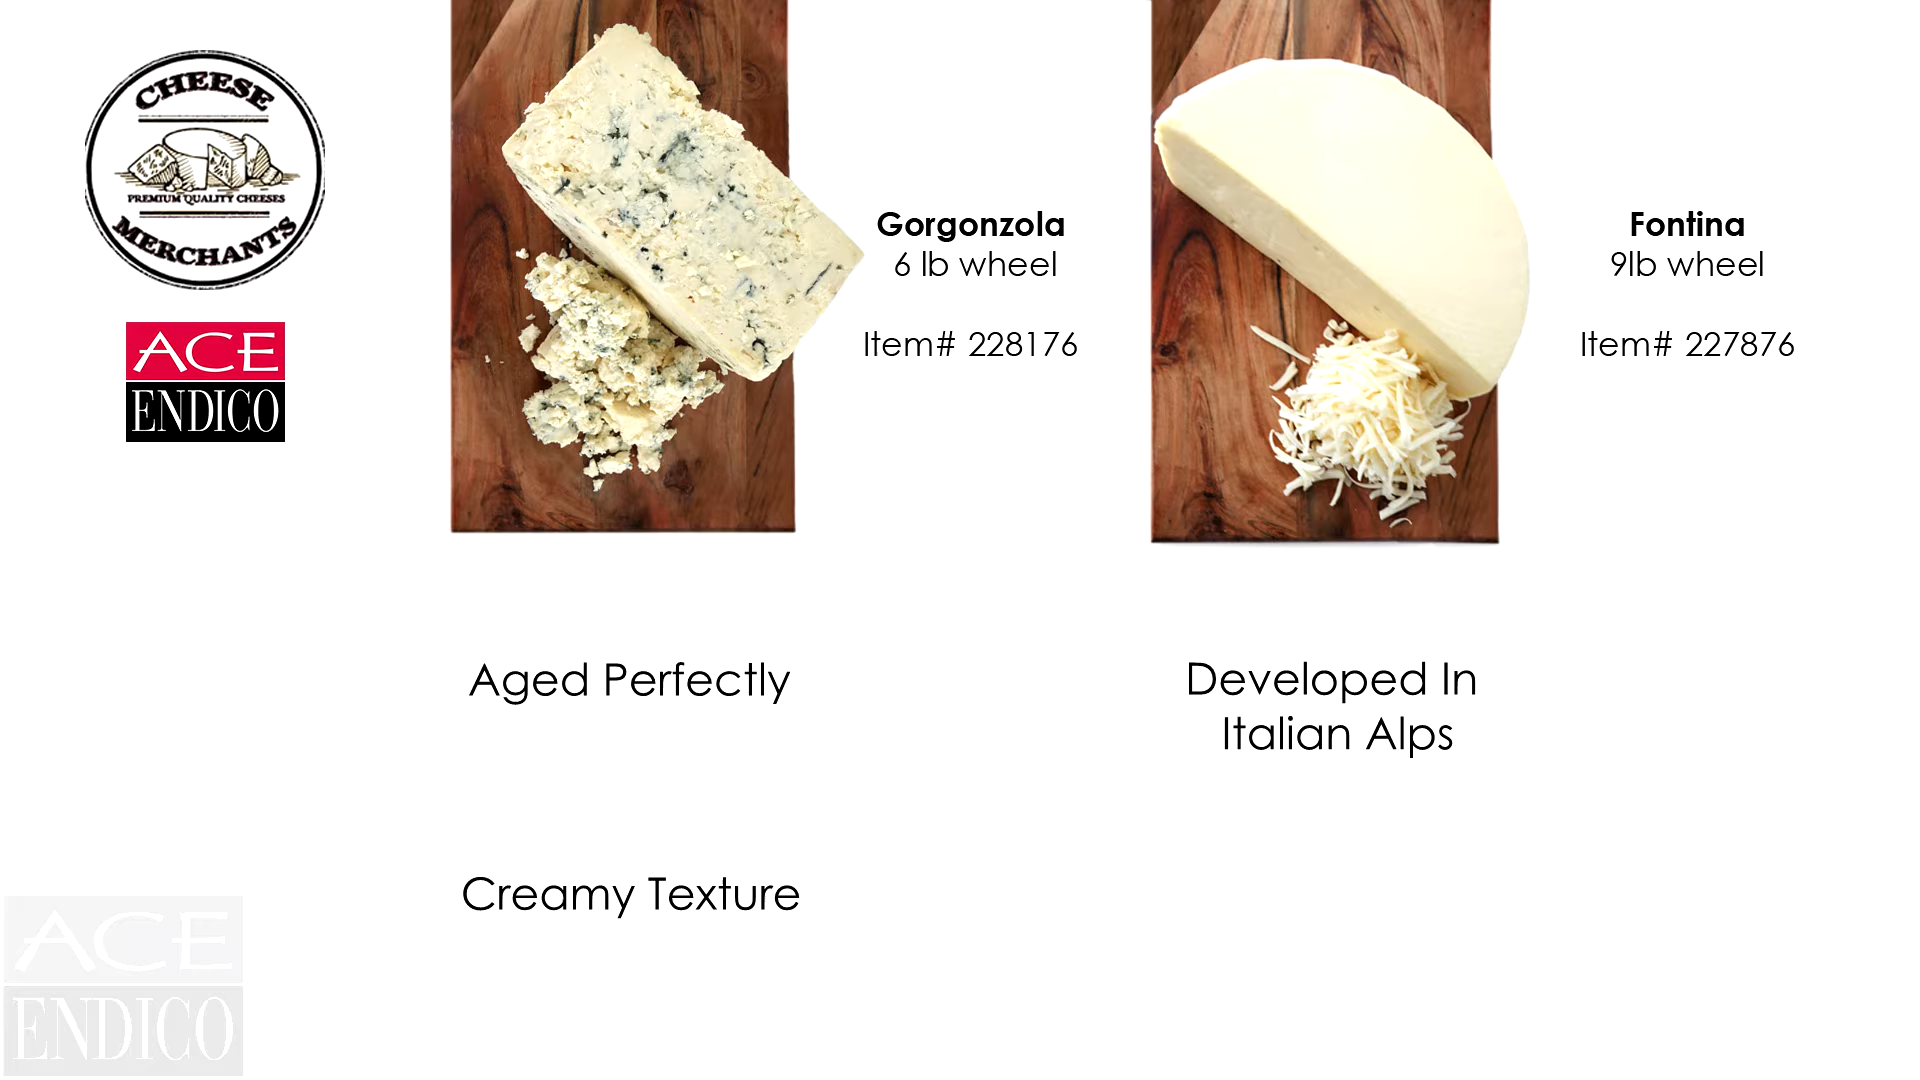 CHEESE
PREMIUM QUALITY CHEESES
MERCHANTS
ACE
ENDICO
Gorgonzola
6 lb wheel
Item# 228176
Fontina
9lb wheel
Item# 227876
Aged Perfectly
Developed In
Italian Alps
Creamy Texture
ACE
ENDICO